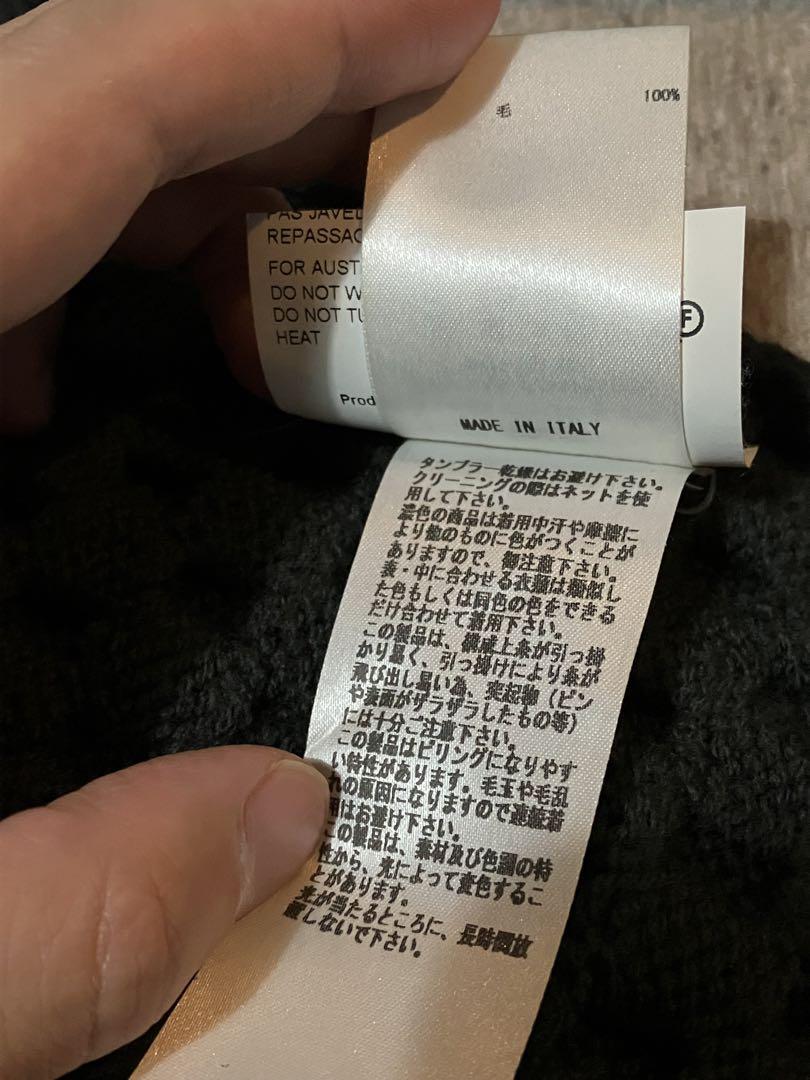 毛 100%
PAS JAVEL
REPASSAG
FOR AUST
DO NOT W
DO NOT TU
HEAT
F
Prod
MADE IN ITALY
タンブラー乾燥はお避け下さい。
クリーニングの際はネットを使
用して下さい。
濃色の商品は着用中汗や摩擦に
より他のものに色がつくことが
ありますので、御注意下さい。
表・中に合わせる衣類は類似し
た色もしくは同色の色をできる
だけ合わせて着用下さい。
この製品は、構成上糸が引っ掛
かり易く、引っ掛けにより糸が
飛び出し易い為、突起物（ピン
や表面がザラザラしたもの等）
には十分ご注意下さい。
この製品はピリングになりやす
い特性があります。毛玉や毛乱
れの原因になりますので連続着
用はお避け下さい。
この製品は、素材及び色調の特
性から、光によって変色するこ
とがあります。
光が当たるところに、長時間放
置しないで下さい。